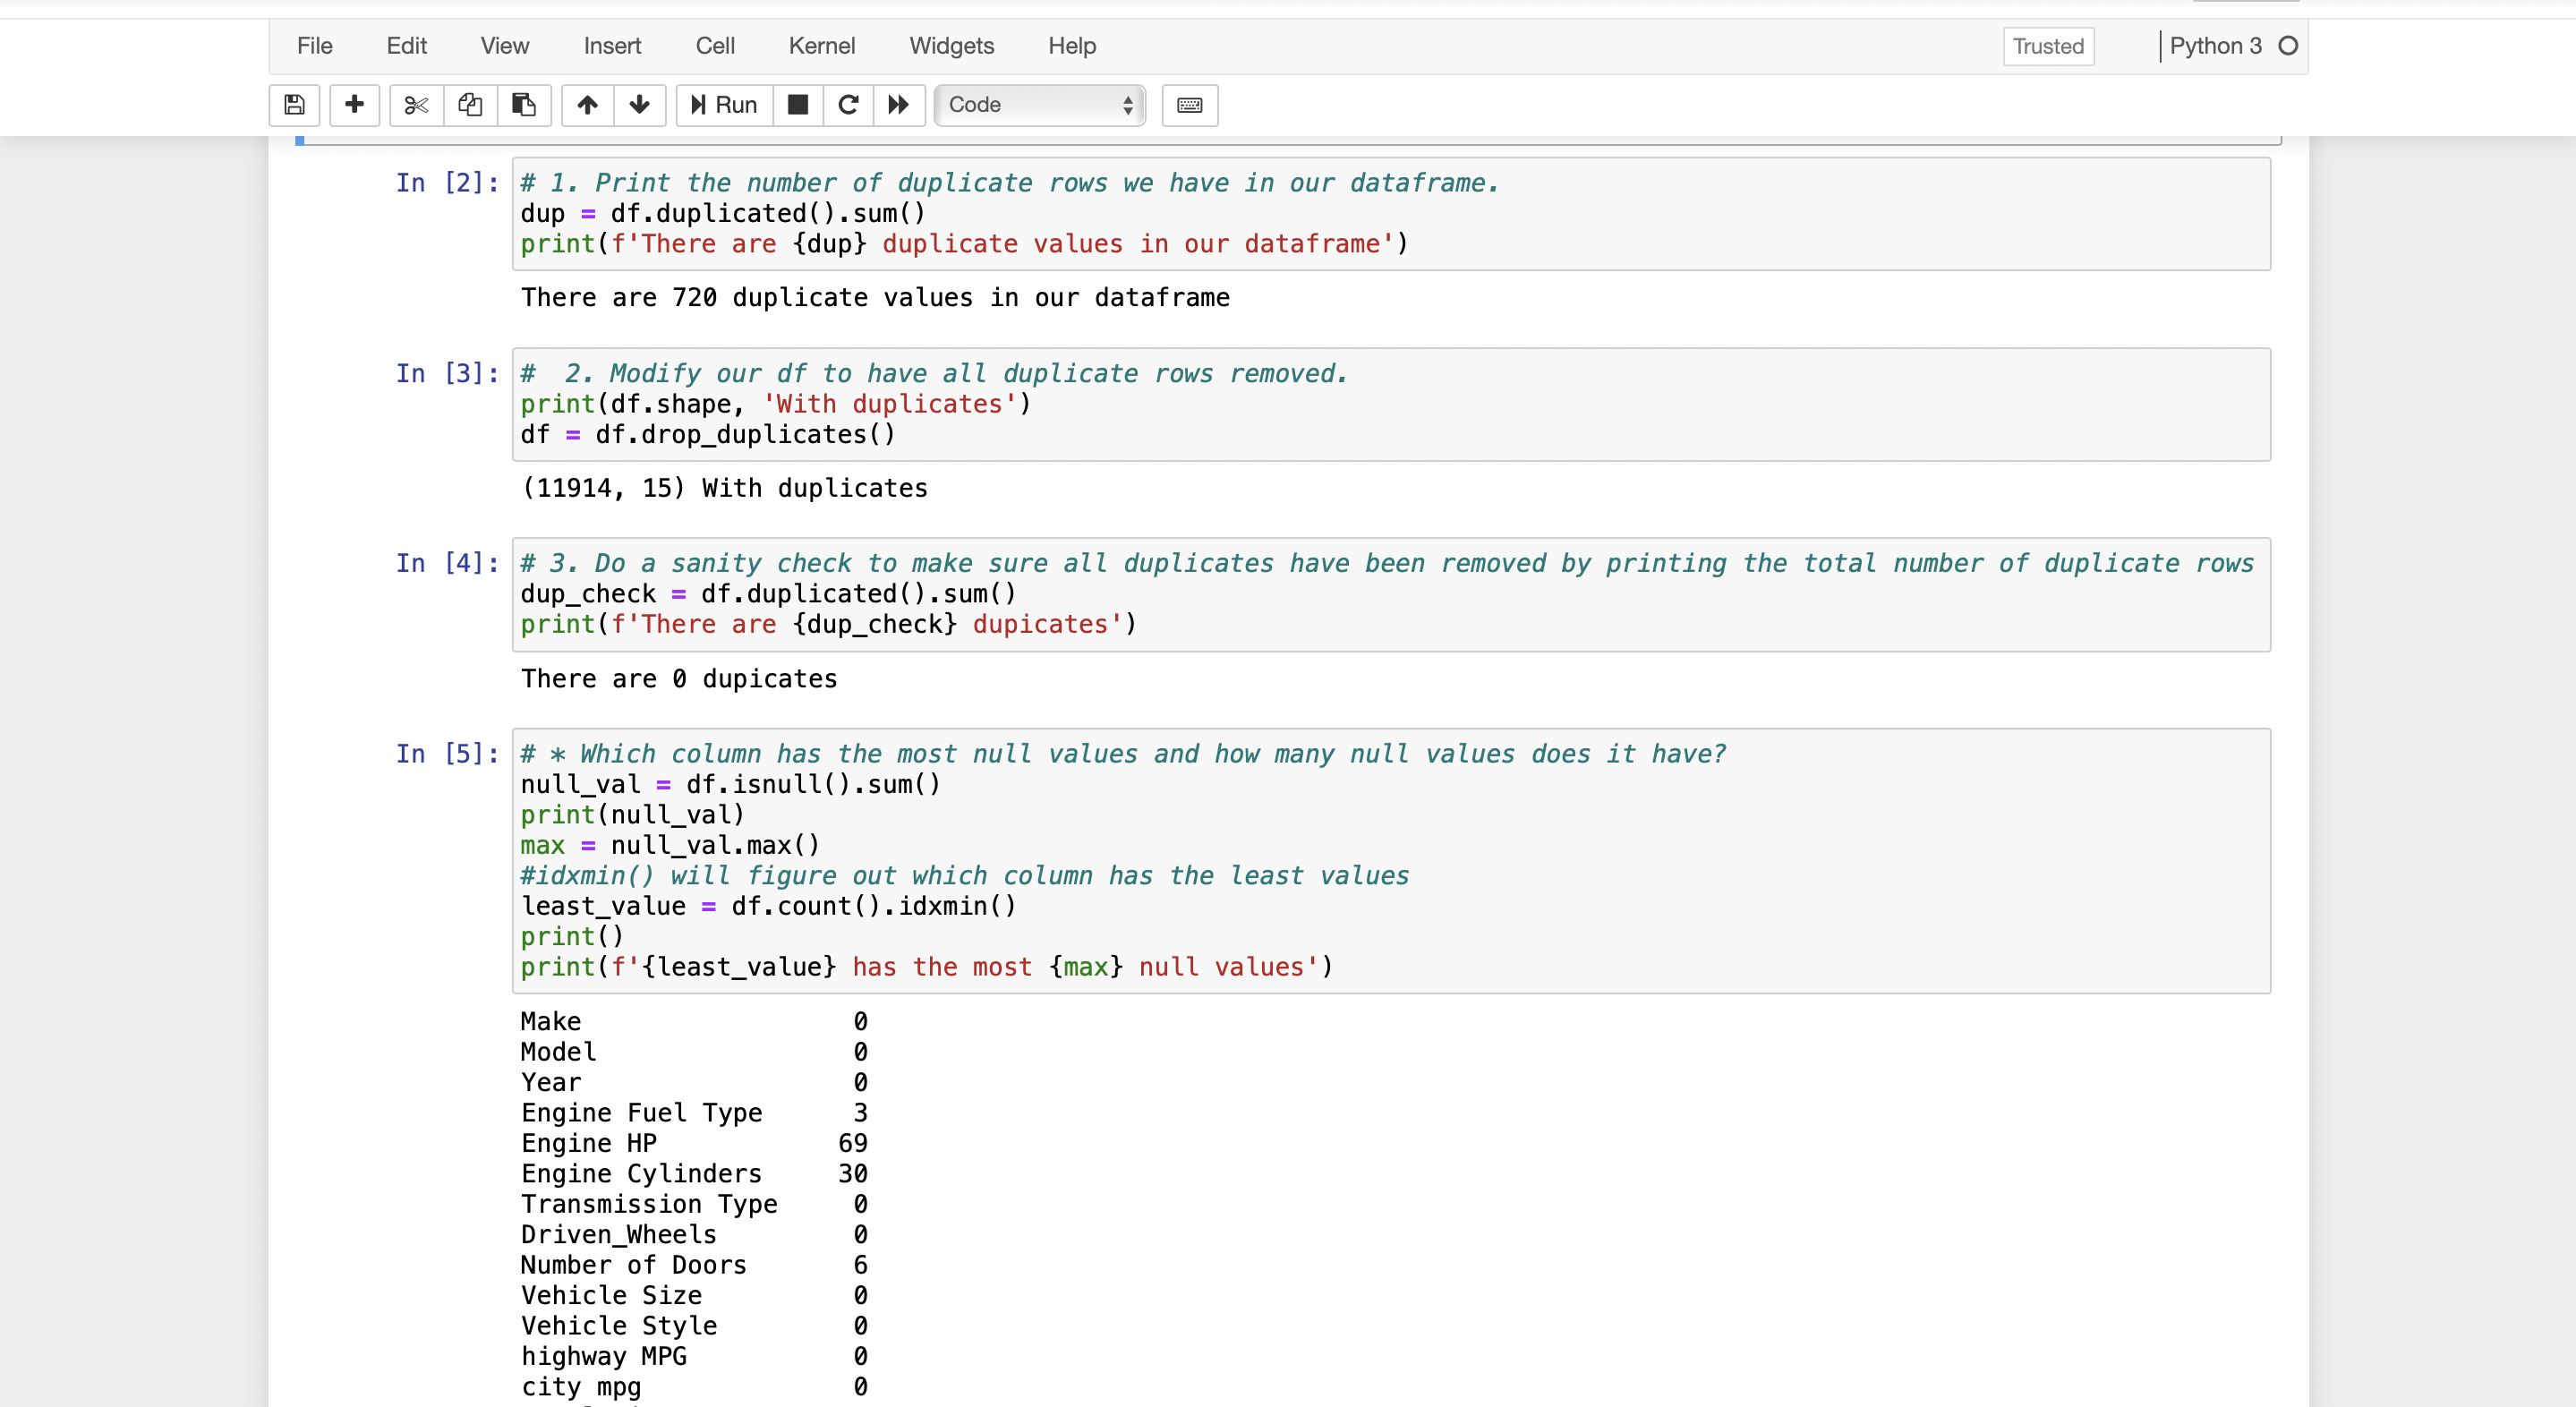 File Edit View Insert Cell Kernel Widgets Help Trusted Python 3
Run Code
In [2]: # 1. Print the number of duplicate rows we have in our dataframe.
dup = df.duplicated().sum()
print(f'There are {dup} duplicate values in our dataframe')
There are 720 duplicate values in our dataframe
In [3]: #  2. Modify our df to have all duplicate rows removed.
print(df.shape, 'With duplicates')
df = df.drop_duplicates()
(11914, 15) With duplicates
In [4]: # 3. Do a sanity check to make sure all duplicates have been removed by printing the total number of duplicate rows
dup_check = df.duplicated().sum()
print(f'There are {dup_check} dupicates')
There are 0 dupicates
In [5]: # * Which column has the most null values and how many null values does it have?
null_val = df.isnull().sum()
print(null_val)
max = null_val.max()
#idxmin() will figure out which column has the least values
least_value = df.count().idxmin()
print()
print(f'{least_value} has the most {max} null values')
Make 0
Model 0
Year 0
Engine Fuel Type 3
Engine HP 69
Engine Cylinders 30
Transmission Type 0
Driven_Wheels 0
Number of Doors 6
Vehicle Size 0
Vehicle Style 0
highway MPG 0
city mpg 0